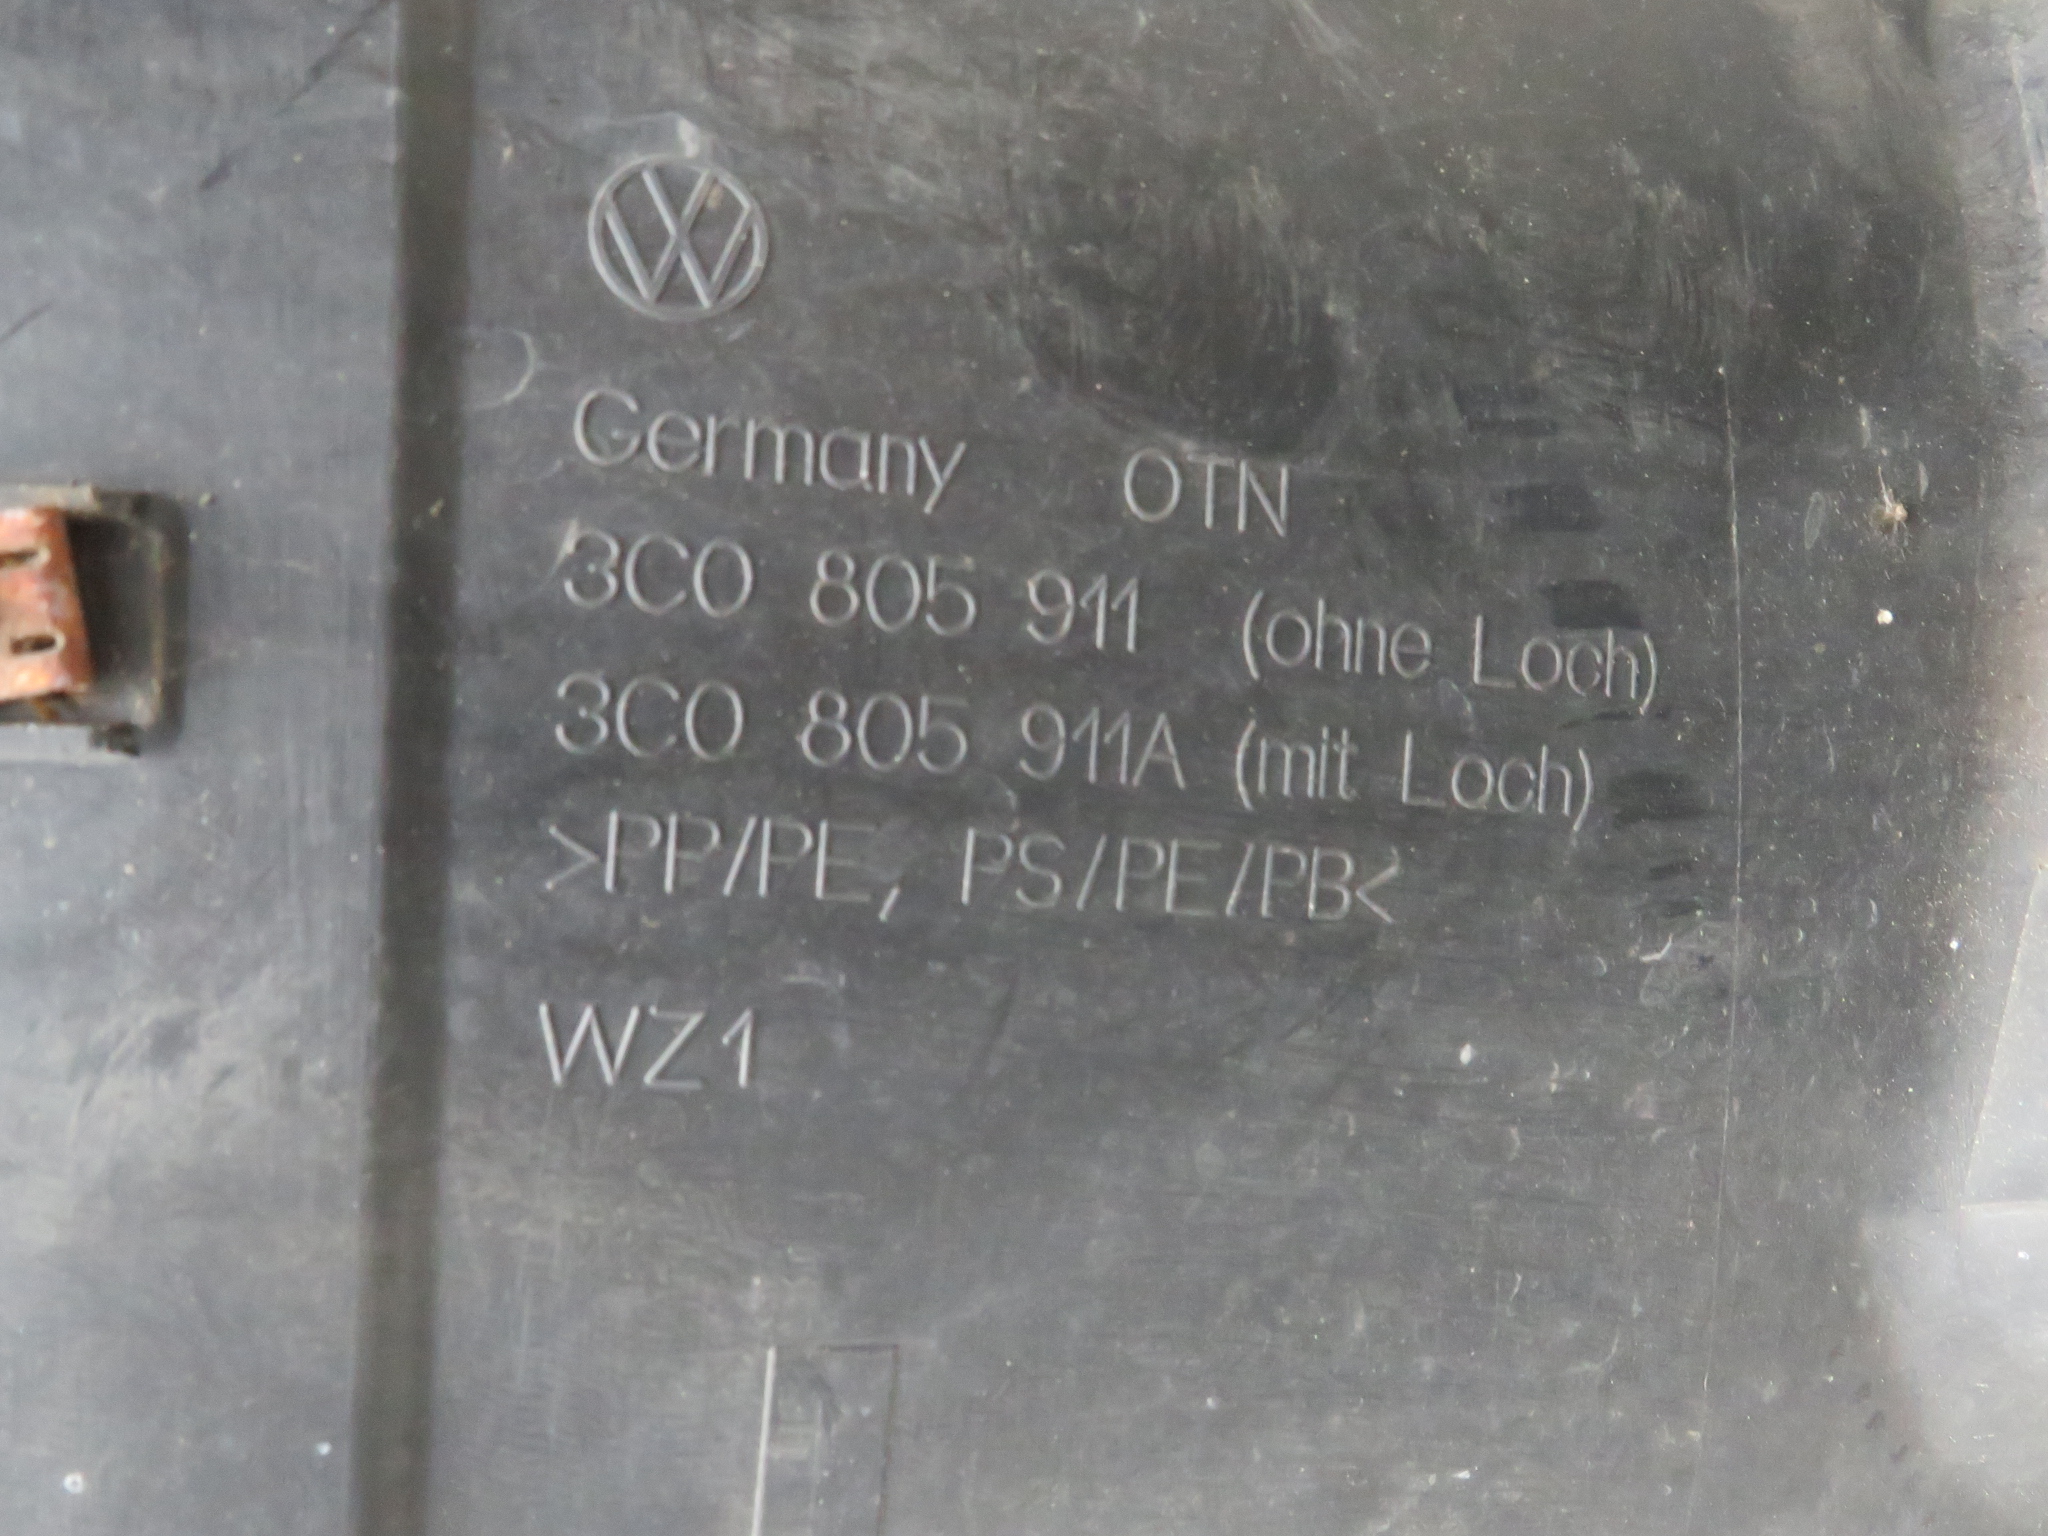 Germany OTN
3C0 805 911 (ohne Loch)
3C0 805 911A (mit Loch)
>PP/PE, PS/PE/PB<
WZ1